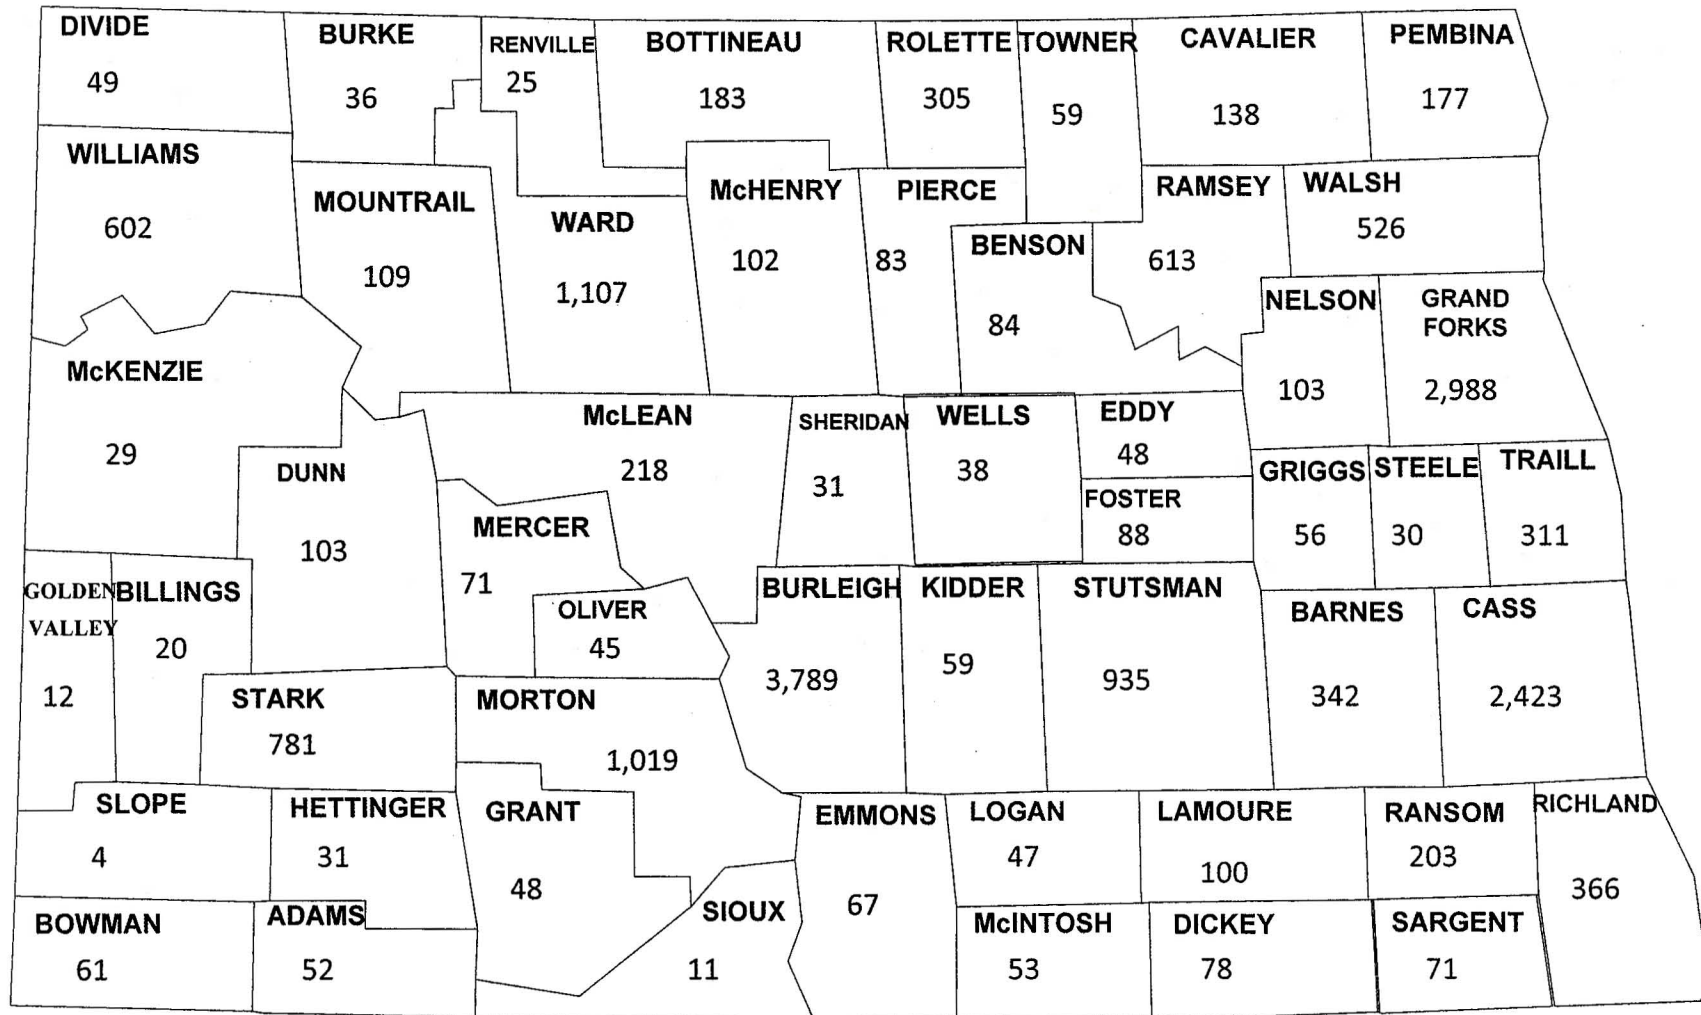 DIVIDE
49
BURKE
36
RENVILLE
25
BOTTINEAU
183
ROLETTE
305
TOWNER
59
CAVALIER
138
PEMBINA
177
WILLIAMS
602
MOUNTRAIL
109
WARD
1,107
McHENRY
102
PIERCE
83
BENSON
84
RAMSEY
613
WALSH
526
McKENZIE
29
NELSON
103
GRAND
FORKS
2,988
DUNN
103
McLEAN
218
SHERIDAN
31
WELLS
38
EDDY
48
FOSTER
88
GRIGGS
56
STEELE
30
TRAILL
311
MERCER
71
OLIVER
45
GOLDEN
VALLEY
12
BILLINGS
20
STARK
781
MORTON
1,019
BURLEIGH
3,789
KIDDER
59
STUTSMAN
935
BARNES
342
CASS
2,423
SLOPE
4
HETTINGER
31
GRANT
48
EMMONS
67
LOGAN
47
LAMOURE
100
RANSOM
203
RICHLAND
366
BOWMAN
61
ADAMS
52
SIOUX
11
McINTOSH
53
DICKEY
78
SARGENT
71